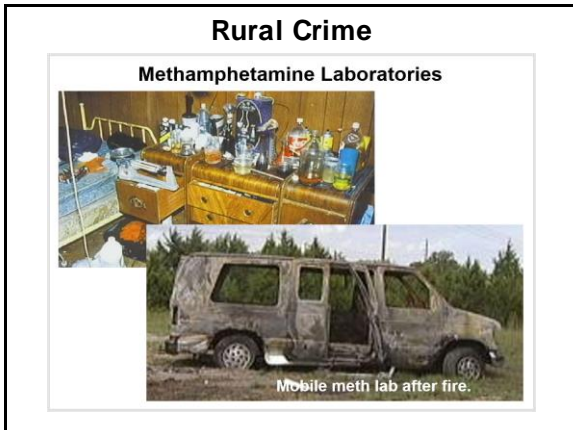 Rural Crime
Methamphetamine Laboratories
Mobile meth lab after fire.